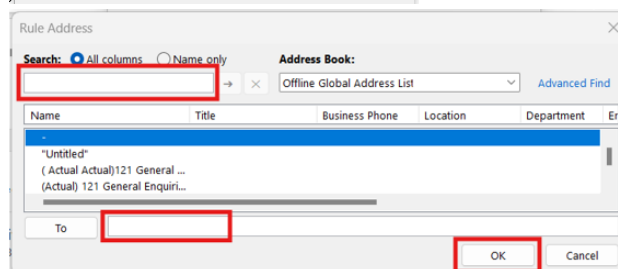 Rule Address
Search: All columns Name only Address Book:
Offline Global Address List Advanced Find
Name Title Business Phone Location Department
-
"Untitled"
( Actual Actual)121 General ...
(Actual) 121 General Enquiri...
To
OK Cancel